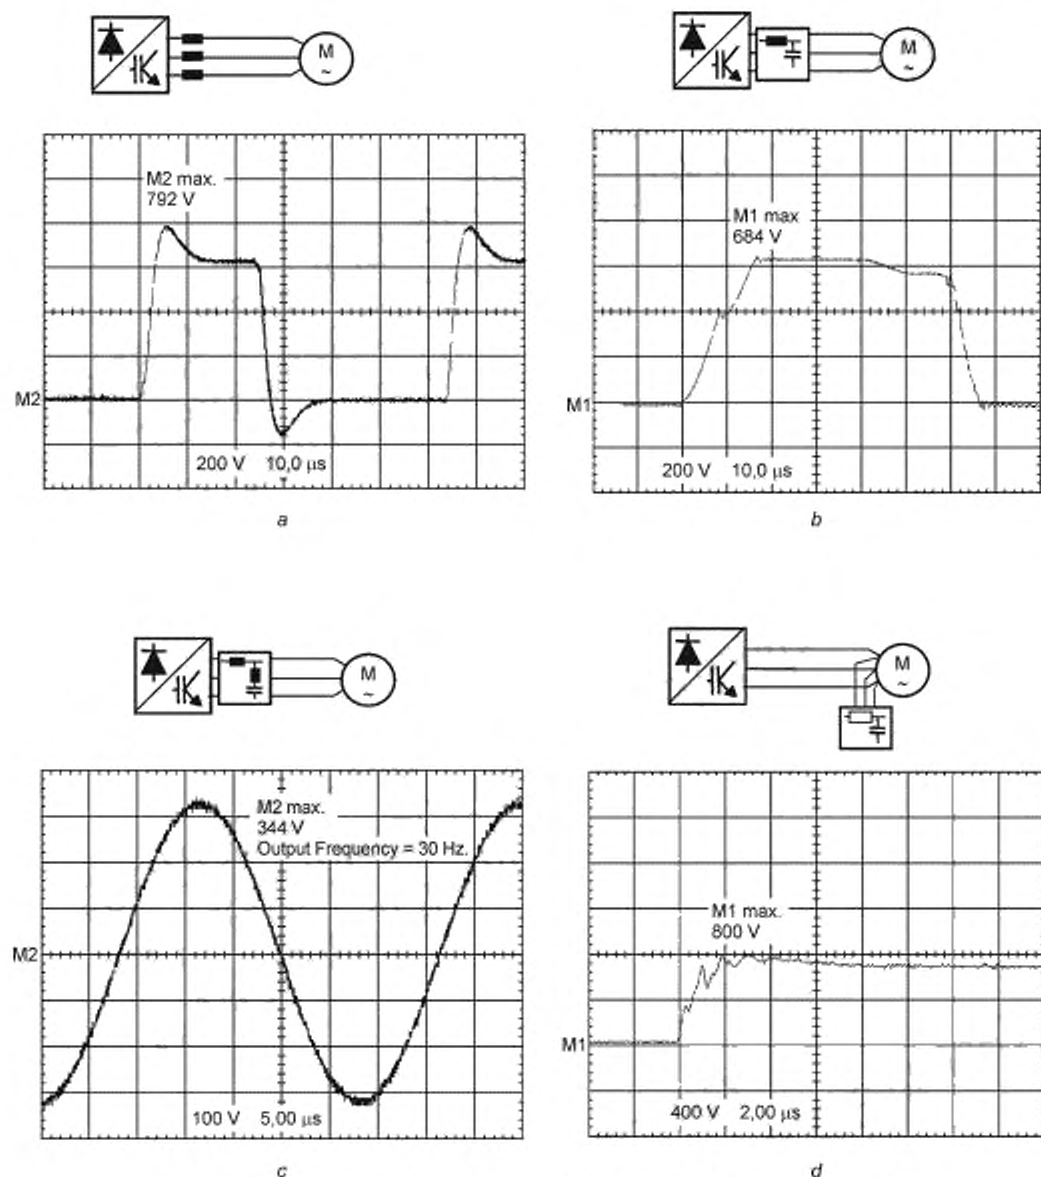 M
~
M
~
M2 max.
792 V
M2
200 V 10,0 µs
a
M1 max
684 V
M1
200 V 10,0 µs
b
M
~
M
~
M2 max.
344 V
Output Frequency = 30 Hz.
M2
100 V 5,00 µs
c
M1 max.
800 V
M1
400 V 2,00 µs
d